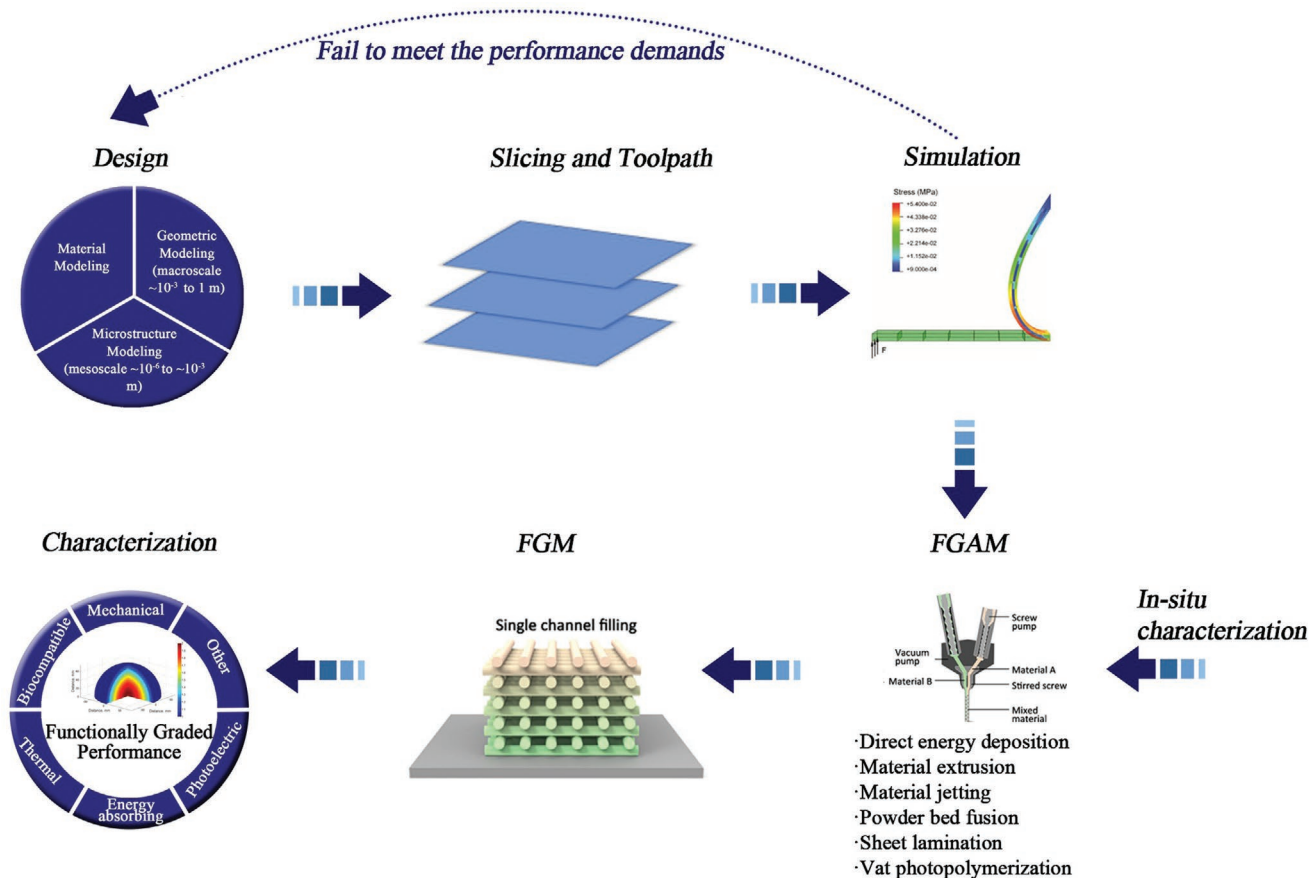 Fail to meet the performance demands
Design
Slicing and Toolpath
Simulation
Material
Modeling
Geometric
Modeling
(macroscale
~10⁻³ to 1 m)
Microstructure
Modeling
(mesoscale ~10⁻⁶ to ~10⁻³
m)
Stress (MPa)
+5.400e-02
+4.338e-02
+3.276e-02
+2.214e-02
+1.152e-02
+9.000e-04
F
Characterization
FGM
FGAM
In-situ
characterization
Mechanical
Other
Photoelectric
Energy
absorbing
Thermal
Biocompatible
Functionally Graded
Performance
Single channel filling
Screw
pump
Vacuum
pump
Material A
Material B
Stirred screw
Mixed
material
·Direct energy deposition
·Material extrusion
·Material jetting
·Powder bed fusion
·Sheet lamination
·Vat photopolymerization